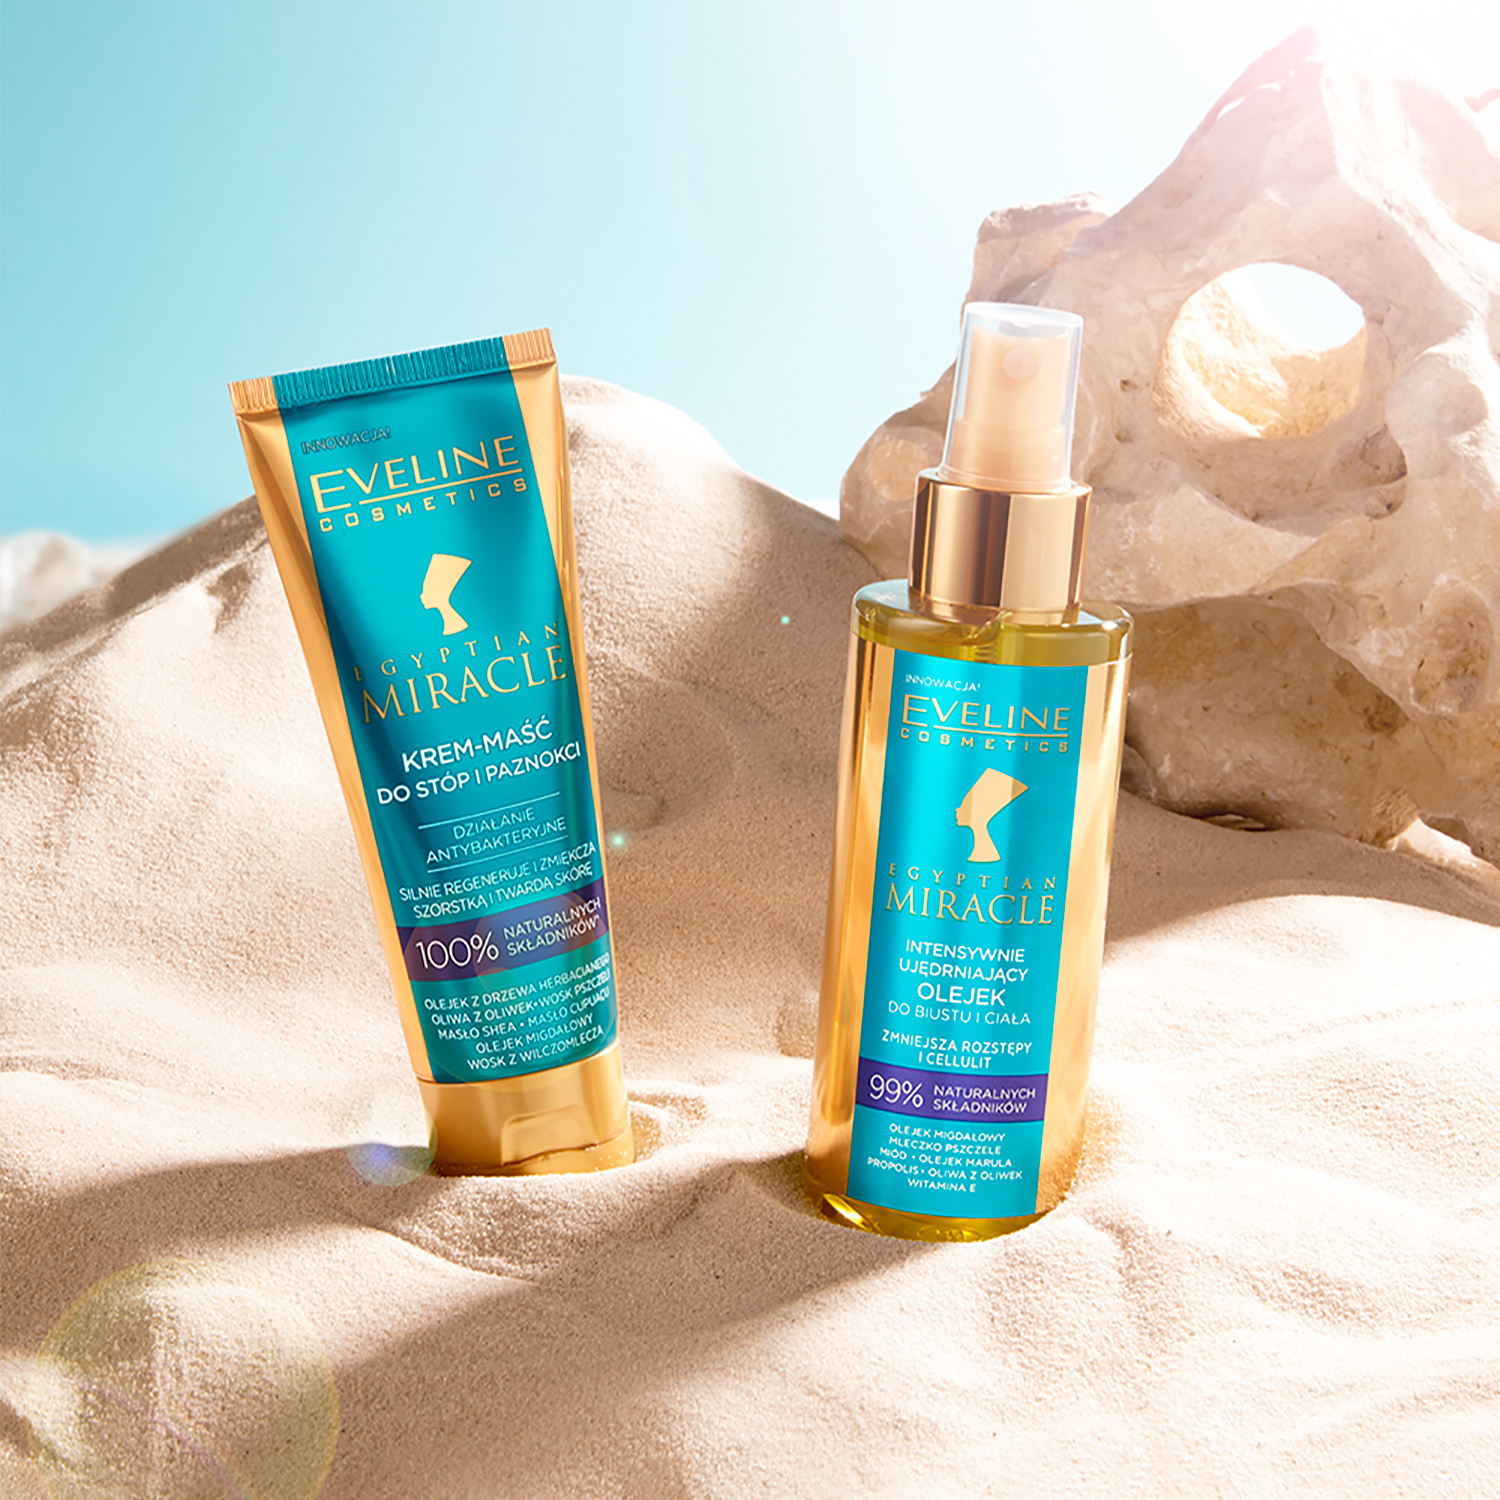 INNOWACJA!
EVELINE
COSMETICS
EGYPTIAN
MIRACLE
KREM-MAŚĆ
DO STÓP I PAZNOKCI
DZIAŁANIE
ANTYBAKTERYJNE
SILNIE REGENERUJE I ZMIĘKCZA
SZORSTKĄ I TWARDĄ SKÓRĘ
100% NATURALNYCH
SKŁADNIKÓW*
OLEJEK Z DRZEWA HERBACIANEGO
OLIWA Z OLIWEK • WOSK PSZCZELI
MASŁO SHEA • MASŁO CUPUAÇU
OLEJEK MIGDAŁOWY
WOSK Z WILCZOMLECZA
INNOWACJA!
EVELINE
COSMETICS
EGYPTIAN
MIRACLE
INTENSYWNIE
UJĘDRNIAJĄCY
OLEJEK
DO BIUSTU I CIAŁA
ZMNIEJSZA ROZSTĘPY
I CELLULIT
99% NATURALNYCH
SKŁADNIKÓW
OLEJEK MIGDAŁOWY
MLECZKO PSZCZELE
MIÓD • OLEJEK MARULA
PROPOLIS • OLIWA Z OLIWEK
WITAMINA E